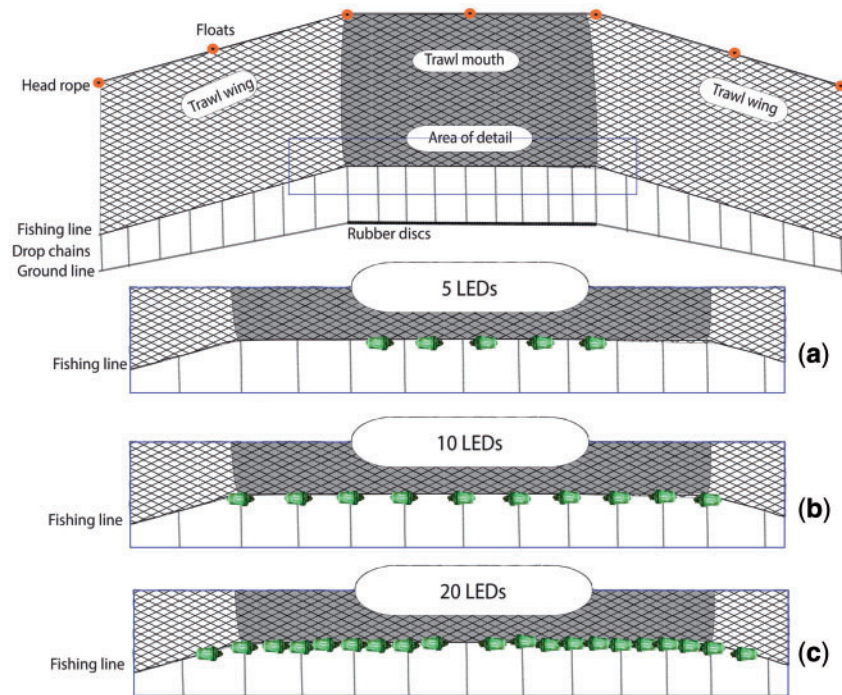 Floats
Head rope
Trawl mouth
Trawl wing
Trawl wing
Area of detail
Fishing line
Drop chains
Ground line
Rubber discs
5 LEDs
Fishing line
(a)
10 LEDs
Fishing line
(b)
20 LEDs
Fishing line
(c)